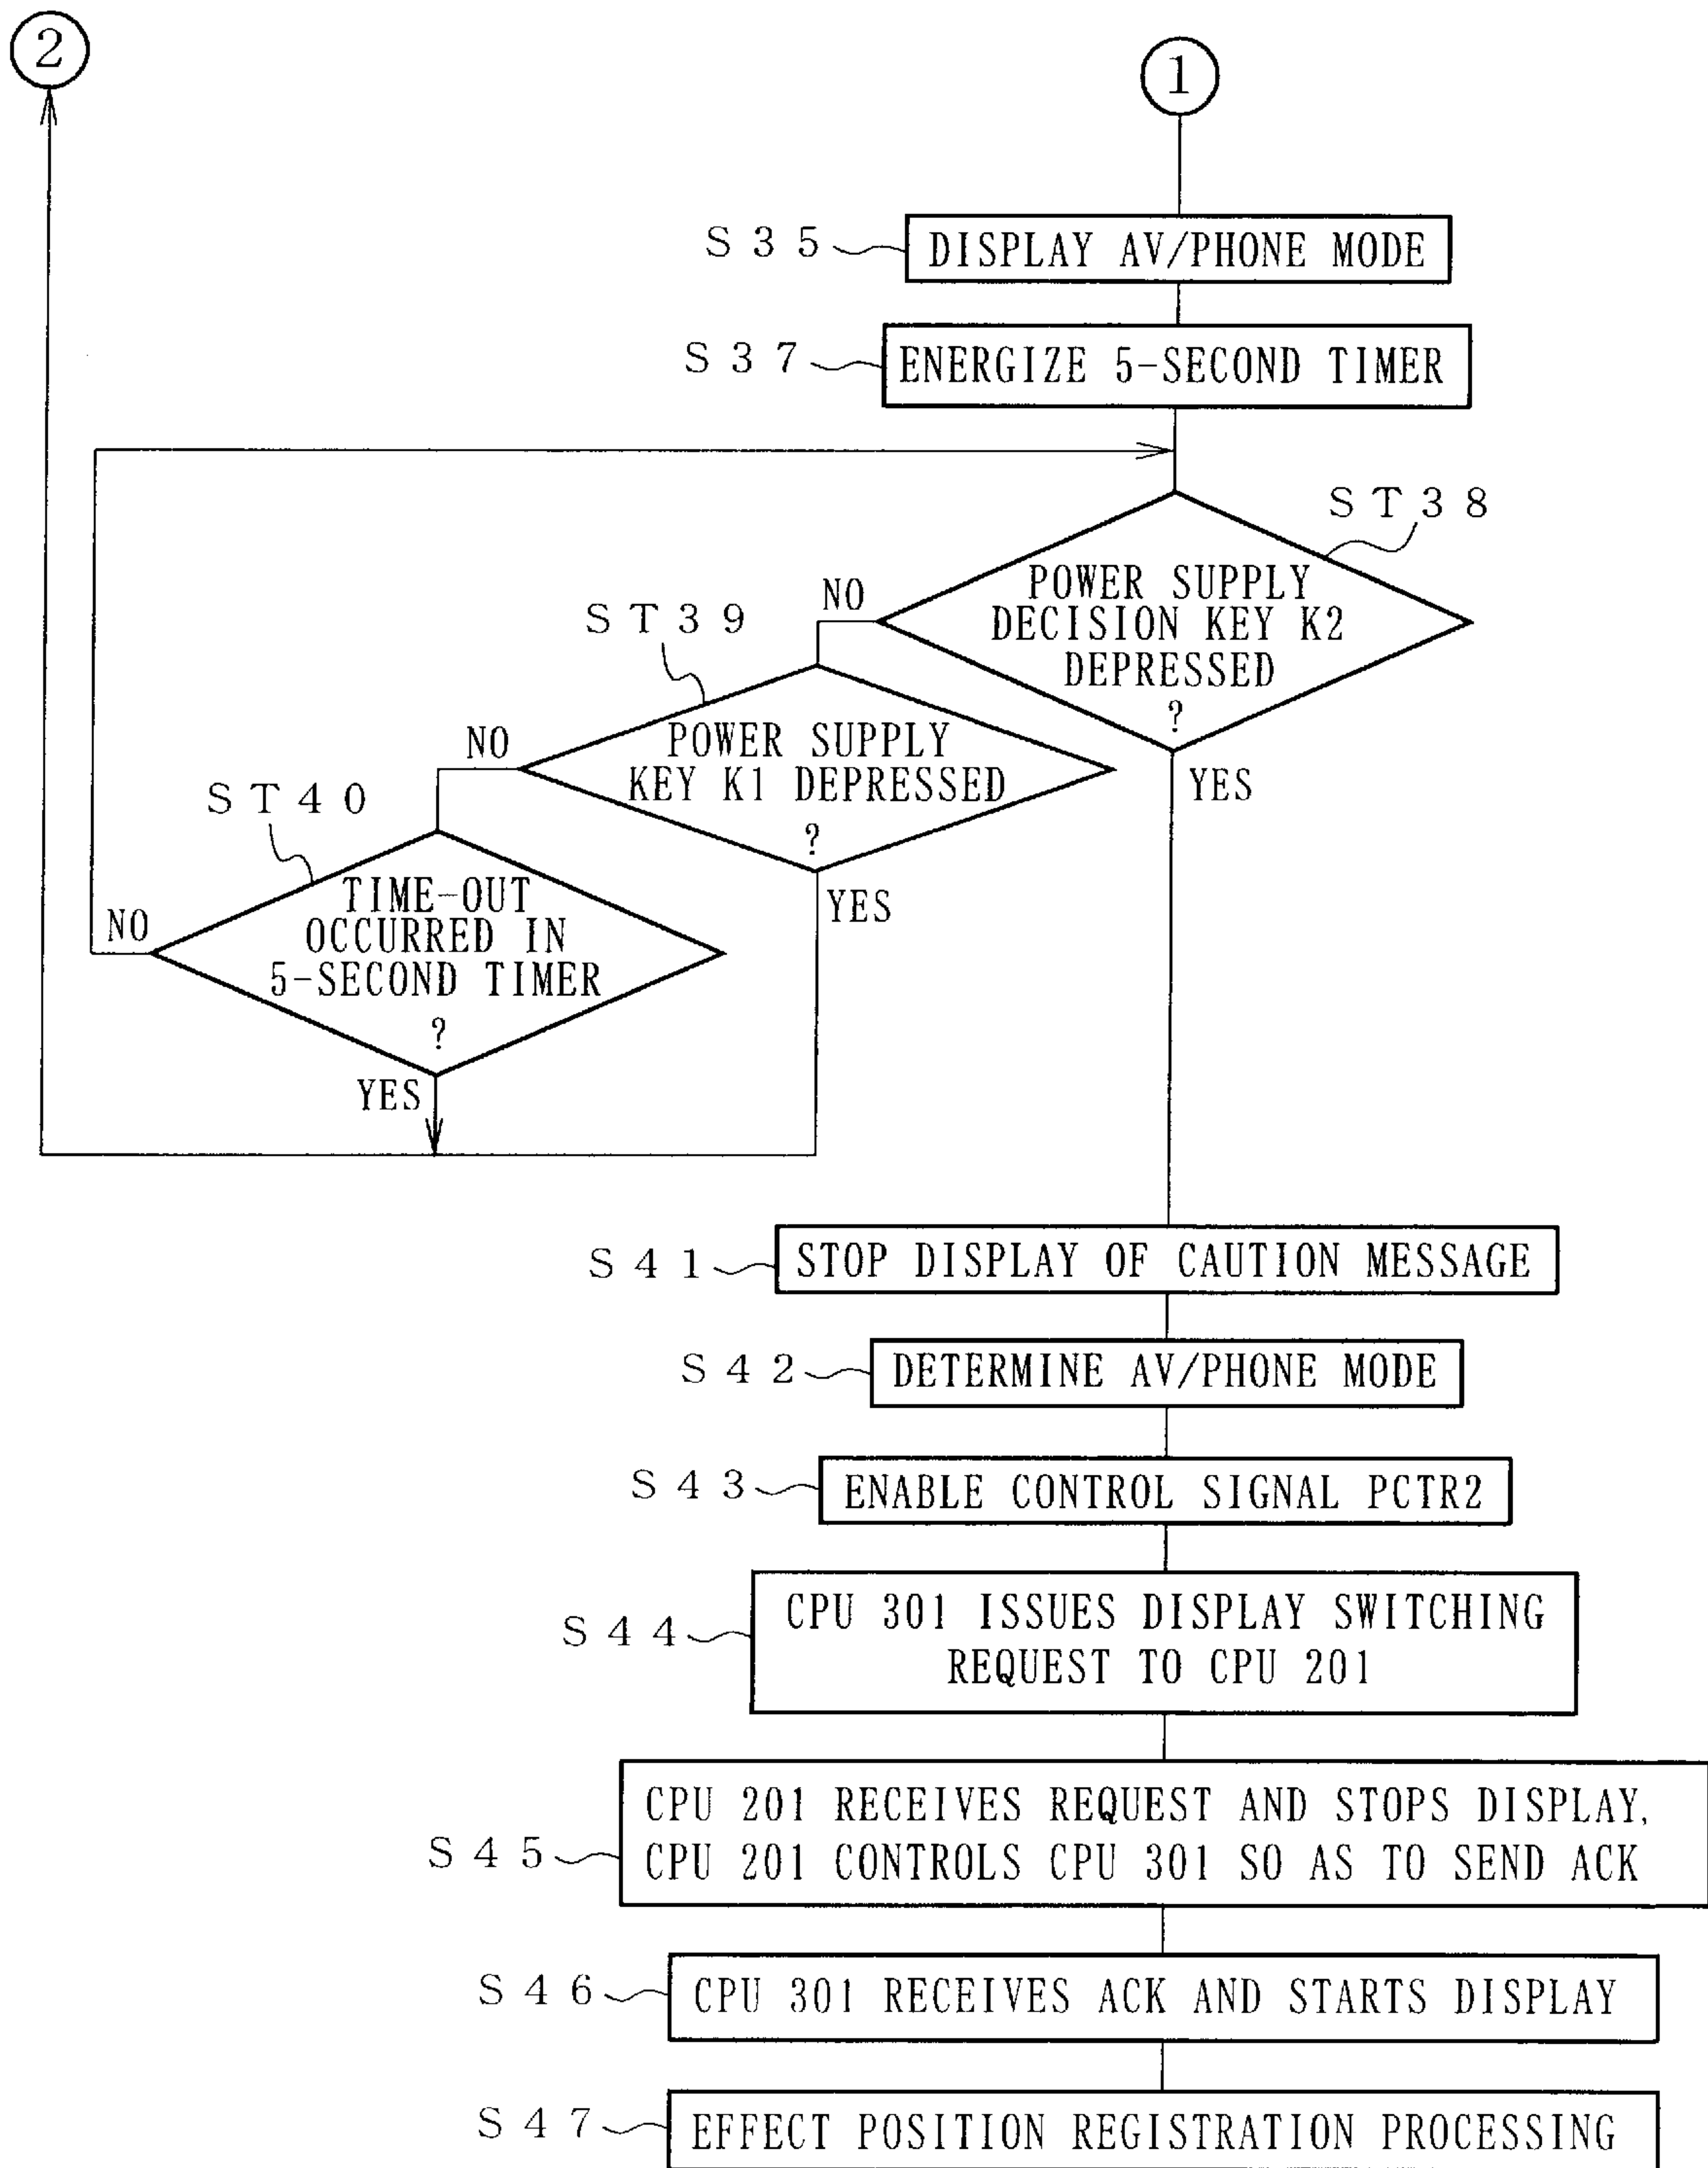 2
1
S35
DISPLAY AV/PHONE MODE
S37
ENERGIZE 5-SECOND TIMER
ST38
POWER SUPPLY
DECISION KEY K2
DEPRESSED
?
NO
YES
ST39
POWER SUPPLY
KEY K1 DEPRESSED
?
NO
YES
ST40
TIME-OUT
OCCURRED IN
5-SECOND TIMER
?
NO
YES
S41
STOP DISPLAY OF CAUTION MESSAGE
S42
DETERMINE AV/PHONE MODE
S43
ENABLE CONTROL SIGNAL PCTR2
S44
CPU 301 ISSUES DISPLAY SWITCHING
REQUEST TO CPU 201
S45
CPU 201 RECEIVES REQUEST AND STOPS DISPLAY,
CPU 201 CONTROLS CPU 301 SO AS TO SEND ACK
S46
CPU 301 RECEIVES ACK AND STARTS DISPLAY
S47
EFFECT POSITION REGISTRATION PROCESSING